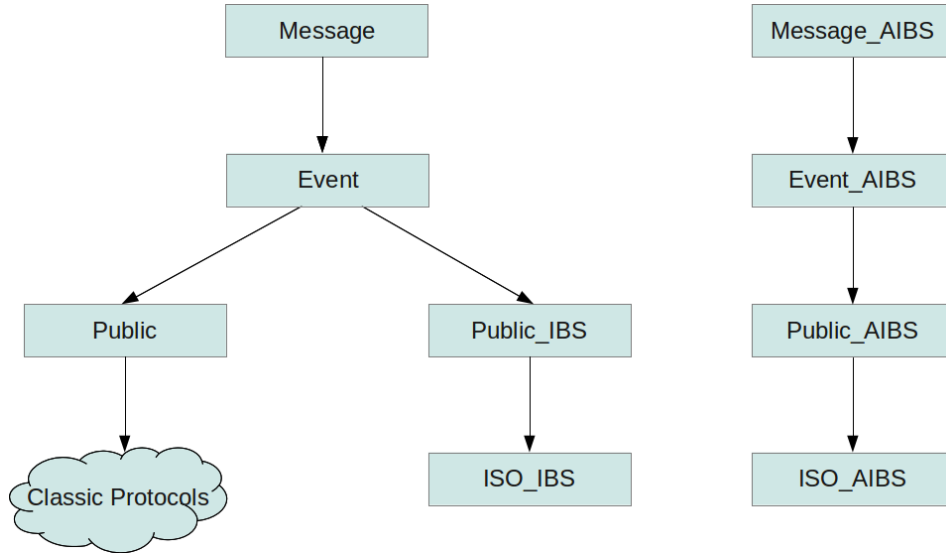 Message
Message_AIBS
Event
Event_AIBS
Public
Public_IBS
Public_AIBS
Classic Protocols
ISO_IBS
ISO_AIBS